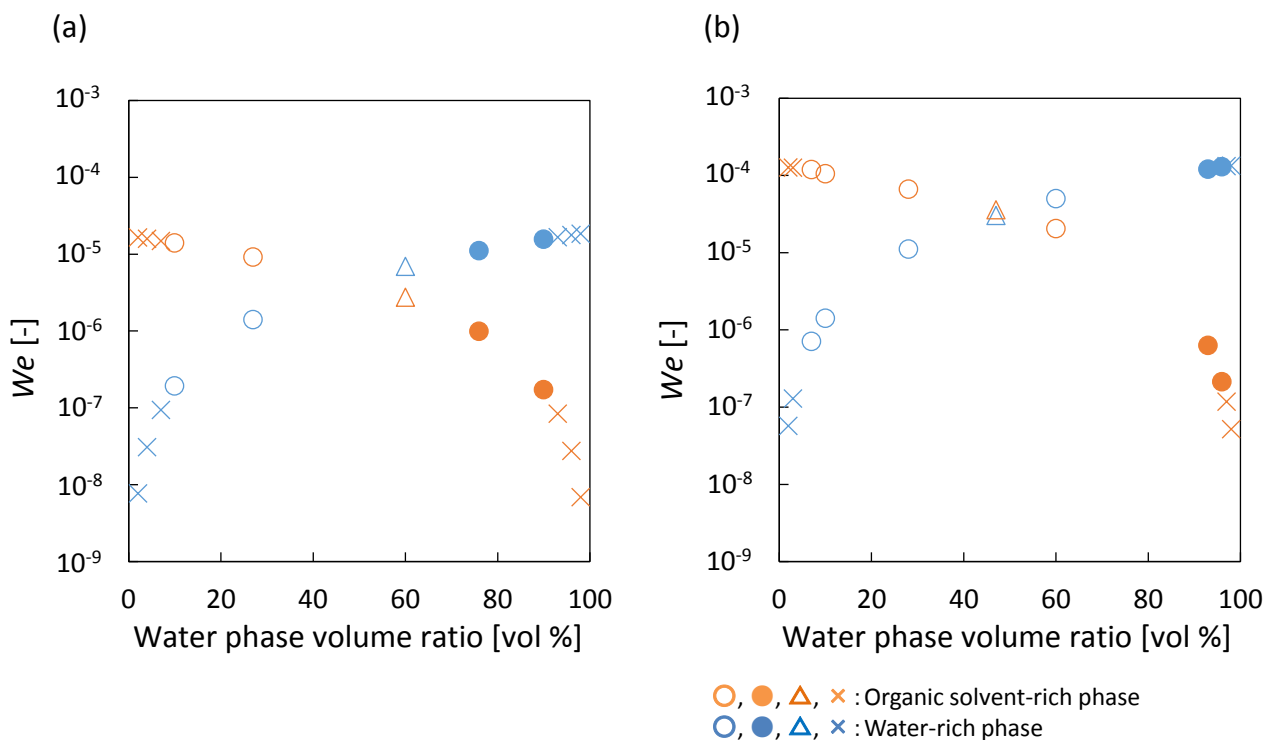 (a)
10-3
10-4
10-5
10-6
10-7
10-8
10-9
We [-]
0 20 40 60 80 100
Water phase volume ratio [vol %]
(b)
10-3
10-4
10-5
10-6
10-7
10-8
10-9
We [-]
0 20 40 60 80 100
Water phase volume ratio [vol %]
, , , : Organic solvent-rich phase
, , , : Water-rich phase